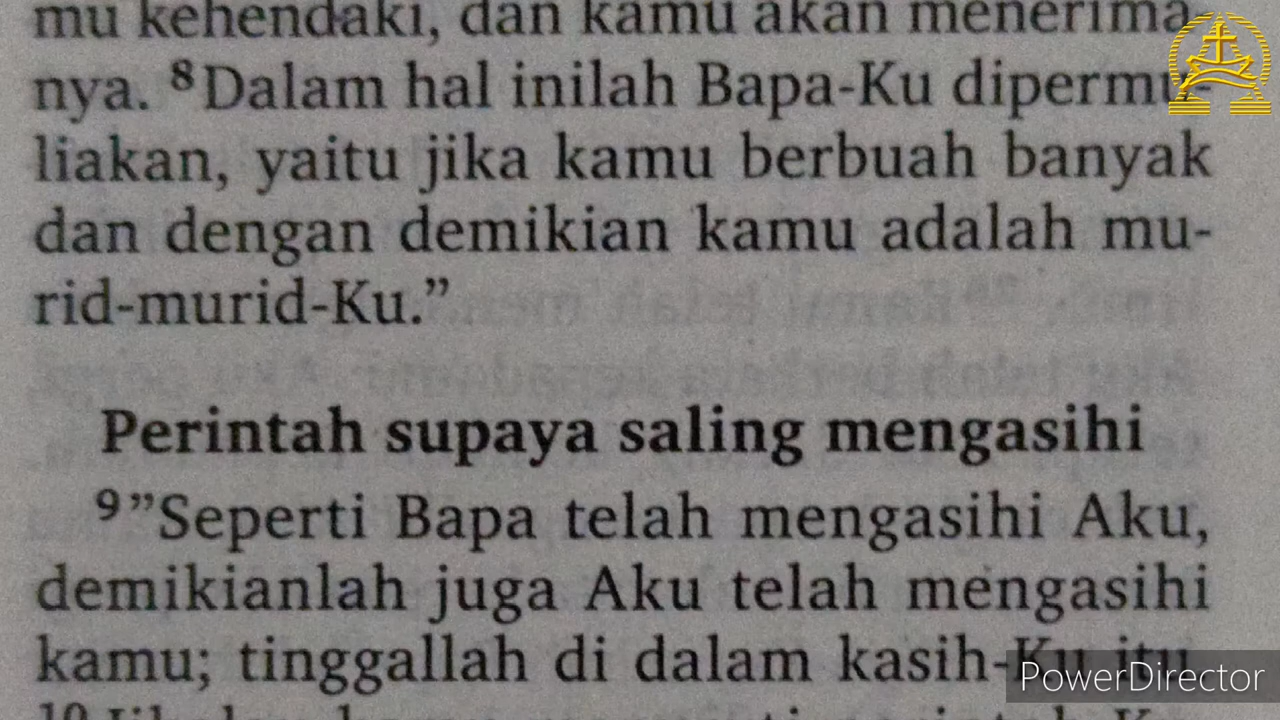 mu kehendaki, dan kamu akan menerima-
nya. 8Dalam hal inilah Bapa-Ku dipermu-
liakan, yaitu jika kamu berbuah banyak
dan dengan demikian kamu adalah mu-
rid-murid-Ku.”
Perintah supaya saling mengasihi
9”Seperti Bapa telah mengasihi Aku,
demikianlah juga Aku telah mengasihi
kamu; tinggallah di dalam kasih-Ku itu.
PowerDirector